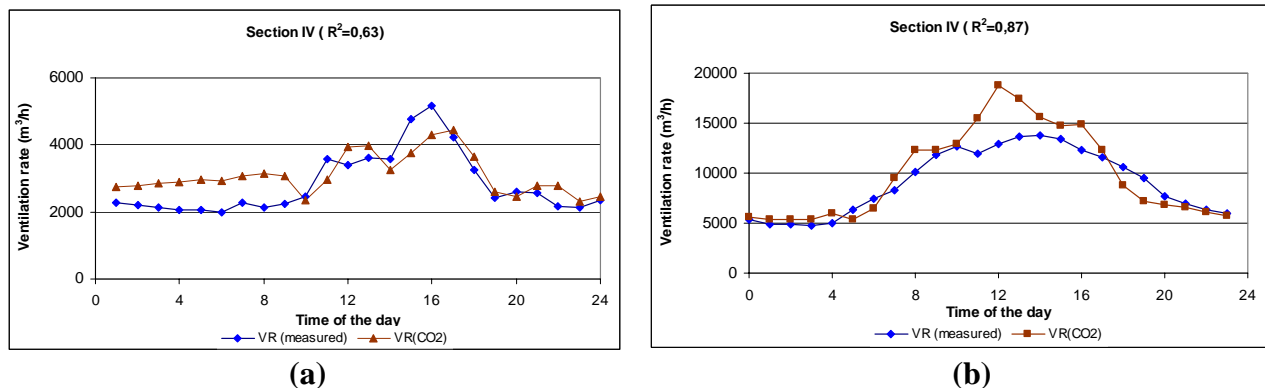 Section IV ( R²=0,63)
Ventilation rate (m³/h)
6000
4000
2000
0
0 4 8 12 16 20 24
Time of the day
VR (measured) VR(CO2)
(a)
Section IV ( R²=0,87)
Ventilation rate (m³/h)
20000
15000
10000
5000
0
0 4 8 12 16 20 24
Time of the day
VR (measured) VR(CO2)
(b)